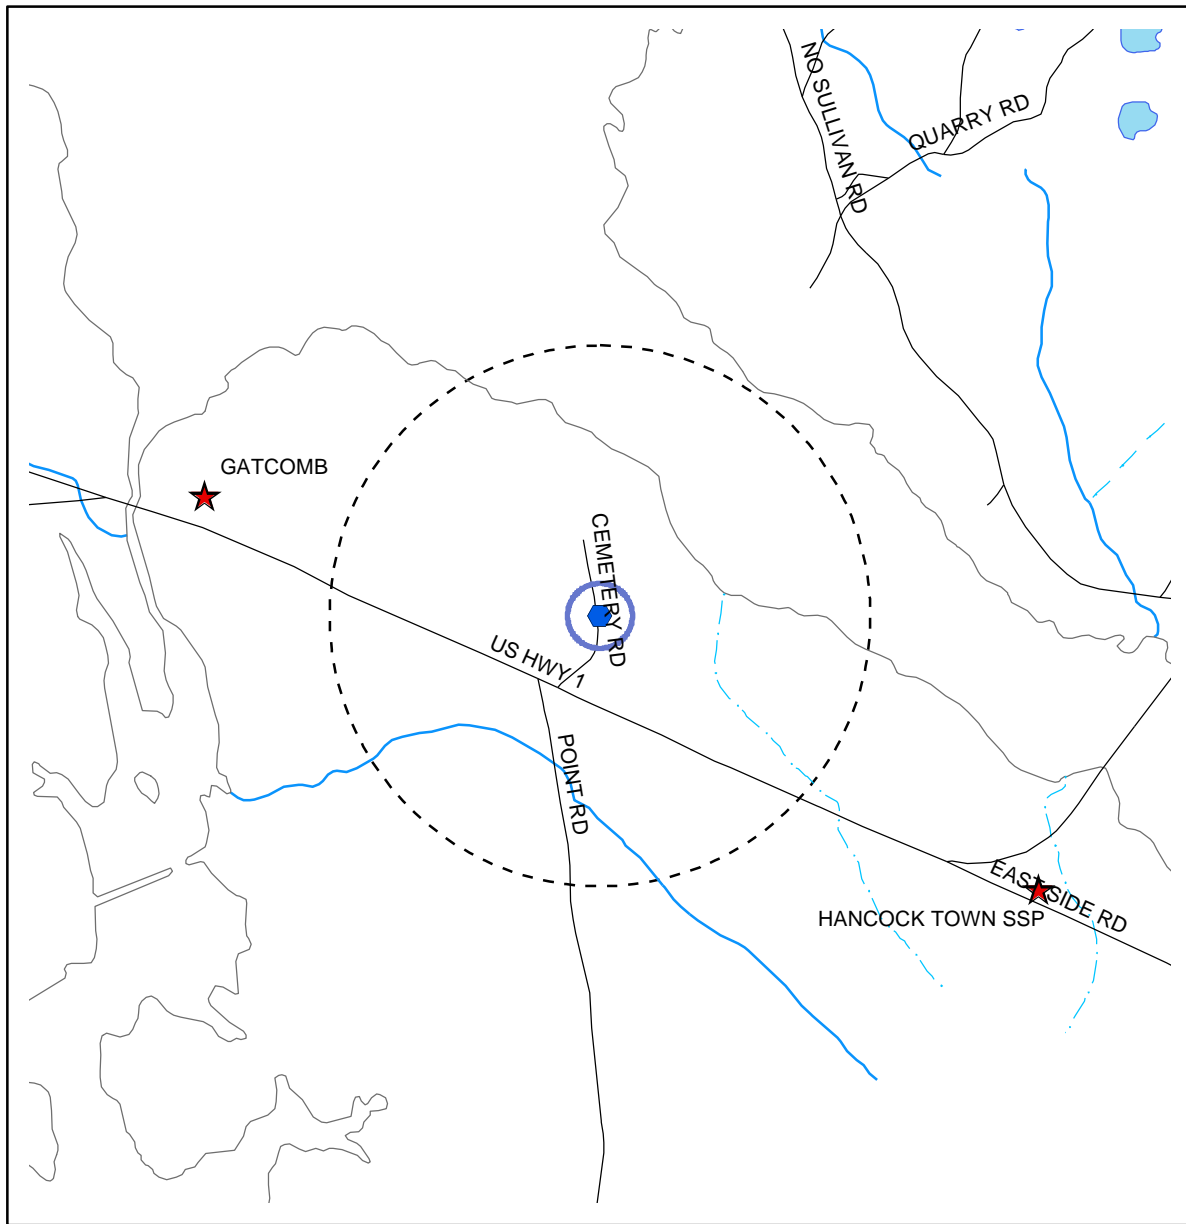 NO SULLIVAN RD
QUARRY RD
GATCOMB
CEMETERY RD
US HWY 1
POINT RD
EAST SIDE RD
HANCOCK TOWN SSP